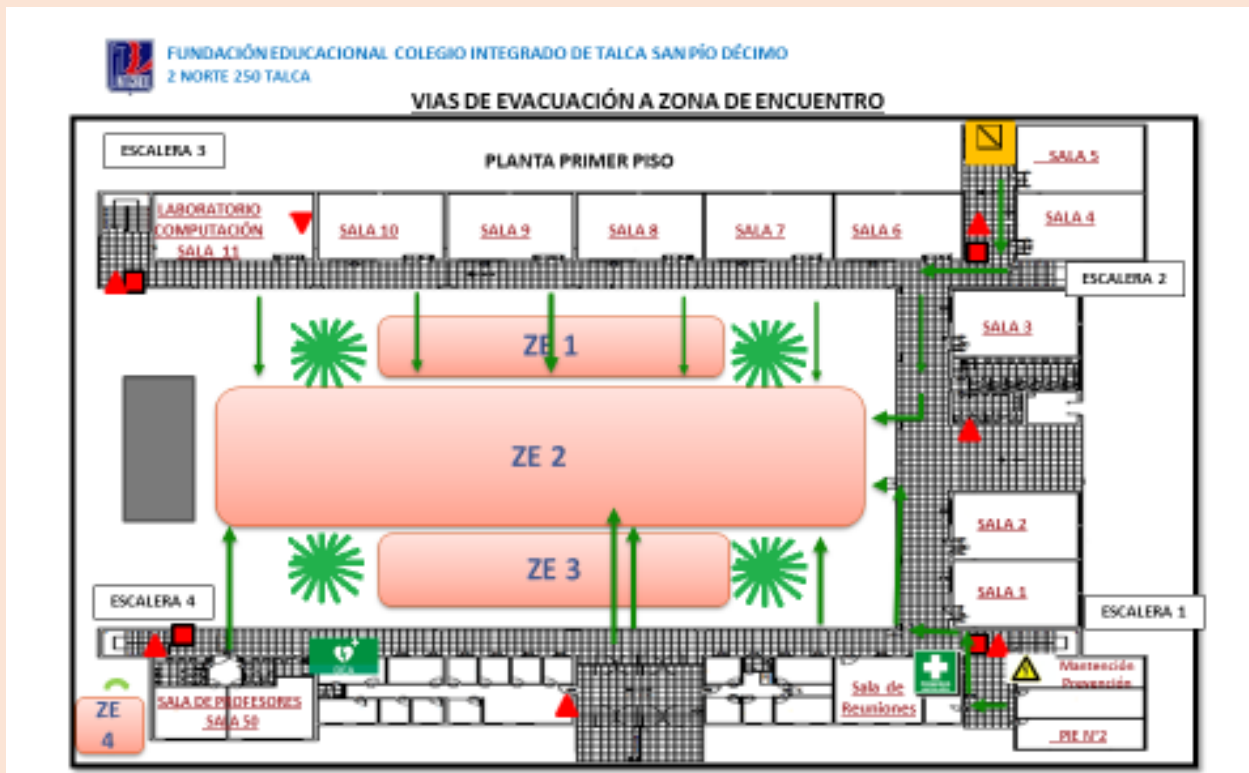 FUNDACIÓN EDUCACIONAL COLEGIO INTEGRADO DE TALCA SAN PÍO DÉCIMO
2 NORTE 250 TALCA
VIAS DE EVACUACIÓN A ZONA DE ENCUENTRO
ESCALERA 3
PLANTA PRIMER PISO
SALA 5
LABORATORIO
COMPUTACIÓN
SALA 11
SALA 10
SALA 9
SALA 8
SALA 7
SALA 6
SALA 4
ESCALERA 2
SALA 3
ZE 1
ZE 2
SALA 2
ZE 3
SALA 1
ESCALERA 4
ESCALERA 1
Mantención
Prevención
SALA DE PROFESORES
SALA 50
Sala de
Reuniones
ZE
4
PIE N°2